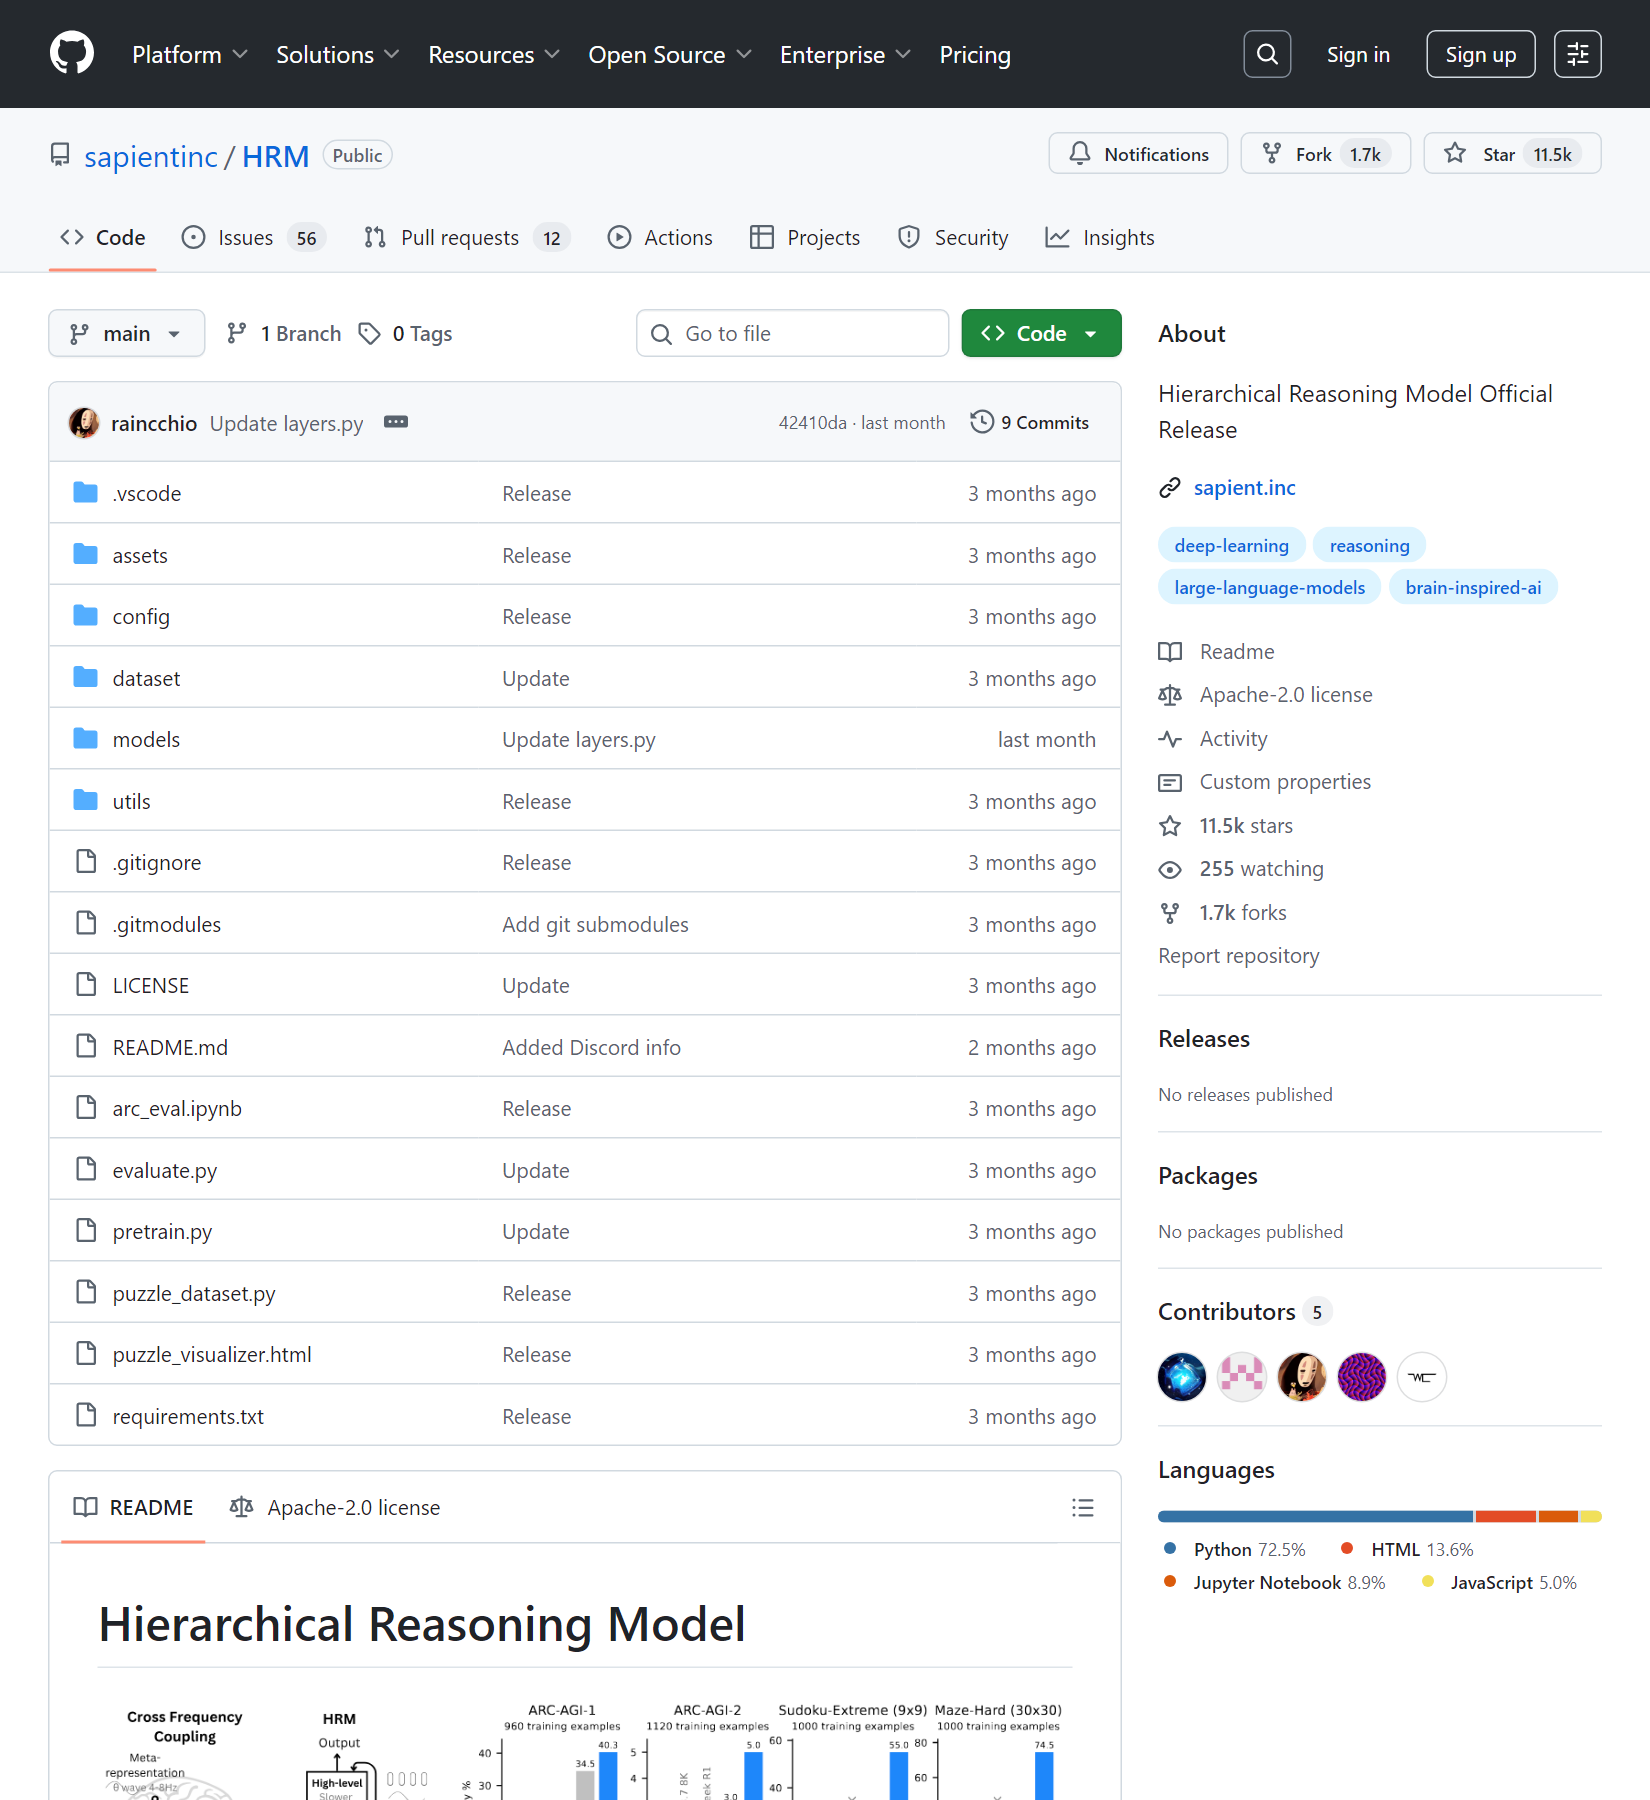 Platform Solutions Resources Open Source Enterprise Pricing Sign in Sign up
sapientinc / HRM Public Notifications Fork 1.7k Star 11.5k
Code Issues 56 Pull requests 12 Actions Projects Security Insights
main 1 Branch 0 Tags Go to file Code
raincchio Update layers.py 42410da · last month 9 Commits
.vscode Release 3 months ago
assets Release 3 months ago
config Release 3 months ago
dataset Update 3 months ago
models Update layers.py last month
utils Release 3 months ago
.gitignore Release 3 months ago
.gitmodules Add git submodules 3 months ago
LICENSE Update 3 months ago
README.md Added Discord info 2 months ago
arc_eval.ipynb Release 3 months ago
evaluate.py Update 3 months ago
pretrain.py Update 3 months ago
puzzle_dataset.py Release 3 months ago
puzzle_visualizer.html Release 3 months ago
requirements.txt Release 3 months ago
README Apache-2.0 license
Hierarchical Reasoning Model
Cross Frequency
Coupling
Meta-
representation
θ wave 4-8Hz
HRM
Output
High-level
Slower
ARC-AGI-1
960 training examples
40
30
34.5
40.3
ARC-AGI-2
1120 training examples
5
4
3.0
5.0
Sudoku-Extreme (9x9)
1000 training examples
60
40
55.0
Maze-Hard (30x30)
1000 training examples
80
60
74.5
About
Hierarchical Reasoning Model Official
Release
sapient.inc
deep-learning reasoning
large-language-models brain-inspired-ai
Readme
Apache-2.0 license
Activity
Custom properties
11.5k stars
255 watching
1.7k forks
Report repository
Releases
No releases published
Packages
No packages published
Contributors 5
Languages
Python 72.5% HTML 13.6%
Jupyter Notebook 8.9% JavaScript 5.0%